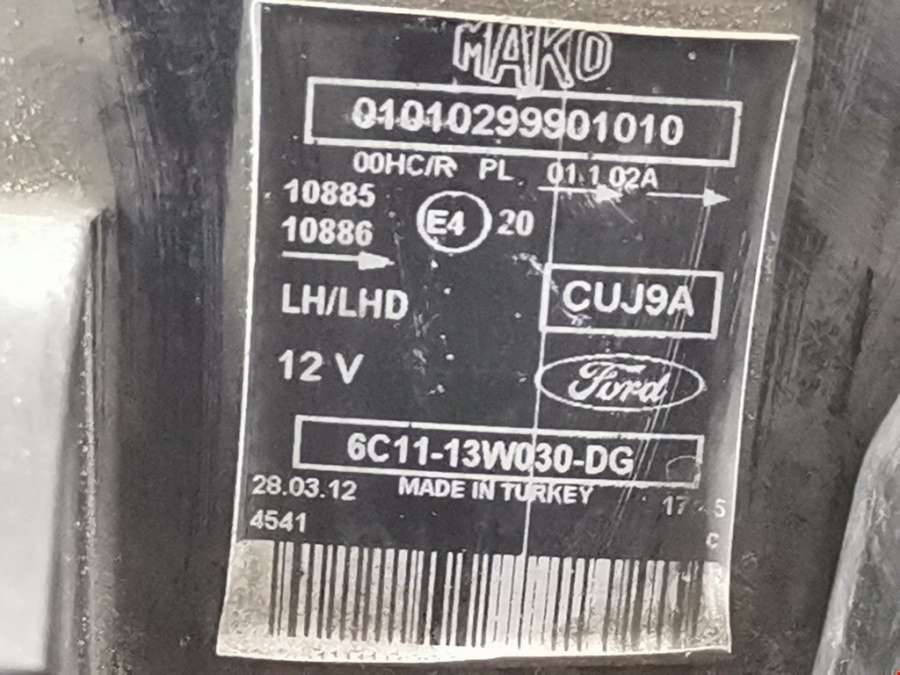 MAKO
01010299901010
00HC/R PL 01 1 02A
10885
10886
E4 20
LH/LHD
CUJ9A
12 V
Ford
6C11-13W030-DG
28.03.12 MADE IN TURKEY
4541
C